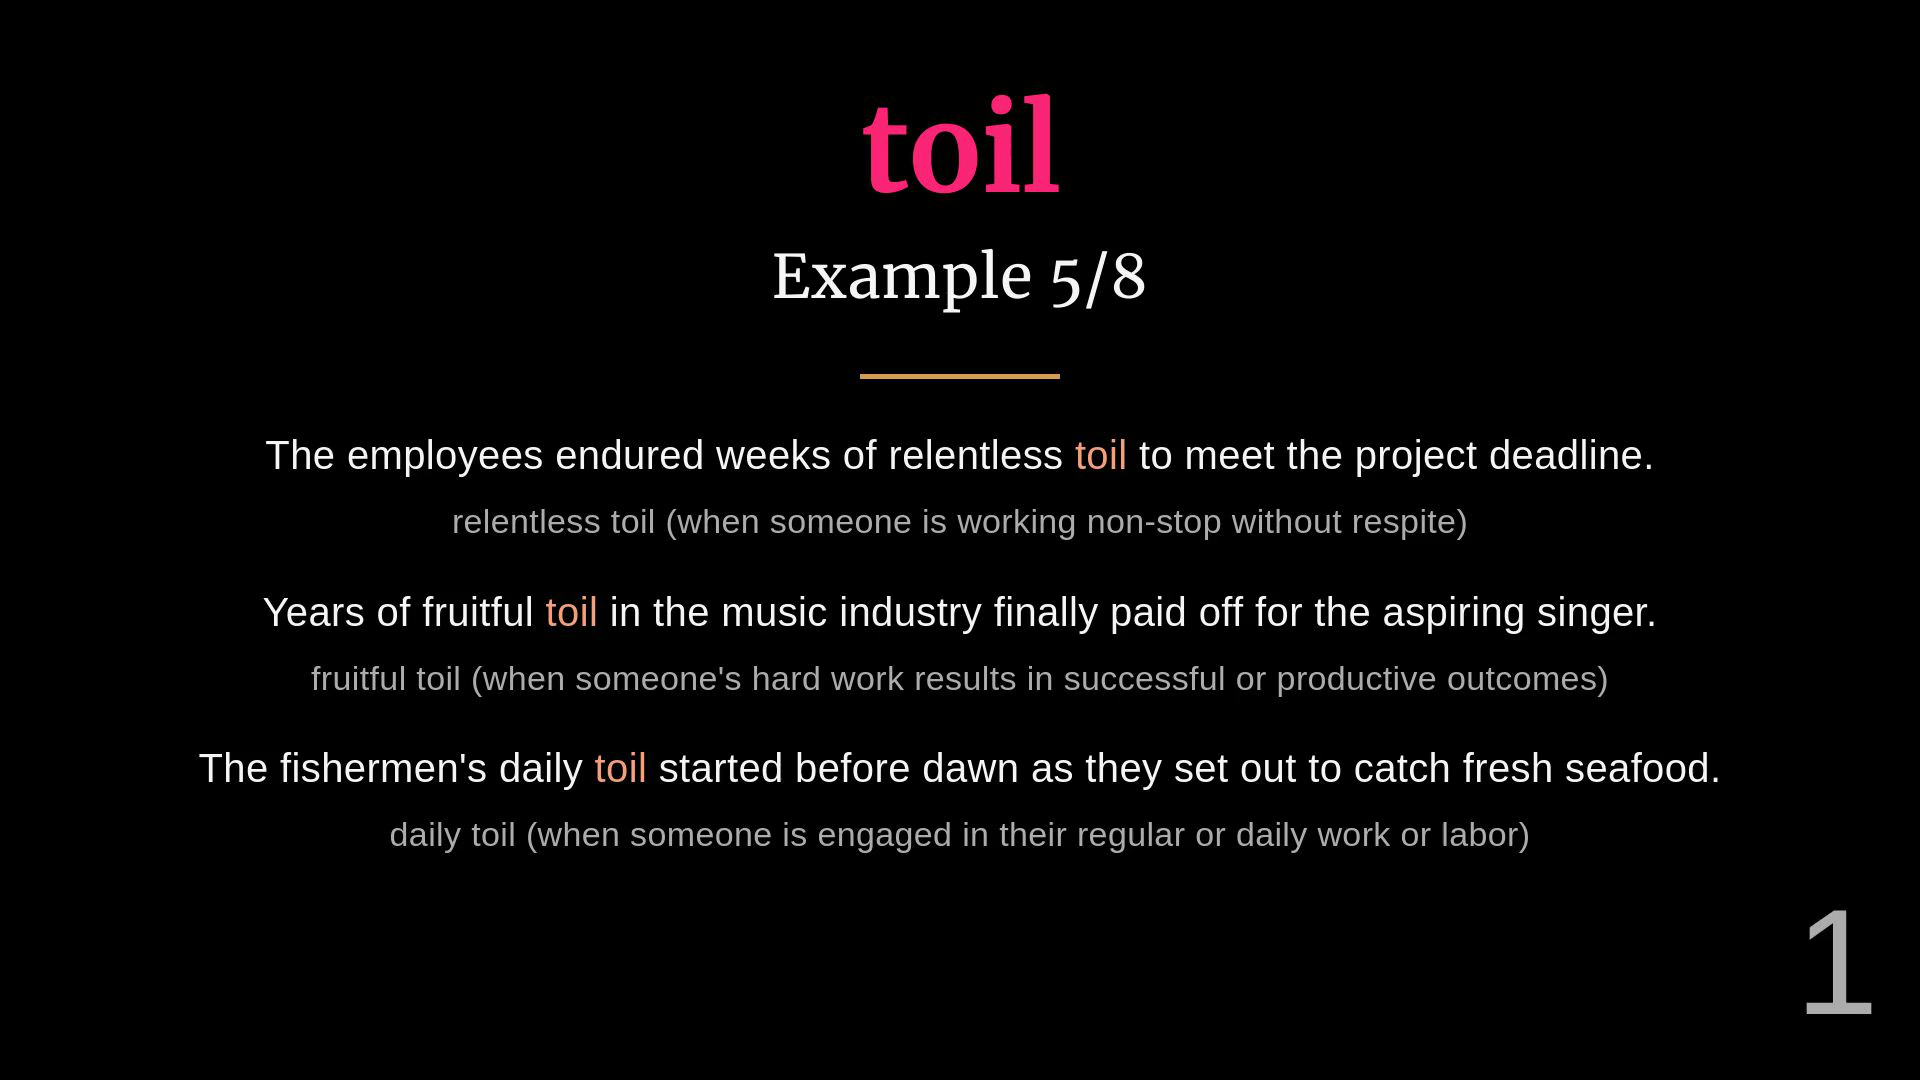 toil
Example 5/8
The employees endured weeks of relentless toil to meet the project deadline.
relentless toil (when someone is working non-stop without respite)
Years of fruitful toil in the music industry finally paid off for the aspiring singer.
fruitful toil (when someone's hard work results in successful or productive outcomes)
The fishermen's daily toil started before dawn as they set out to catch fresh seafood.
daily toil (when someone is engaged in their regular or daily work or labor)
1